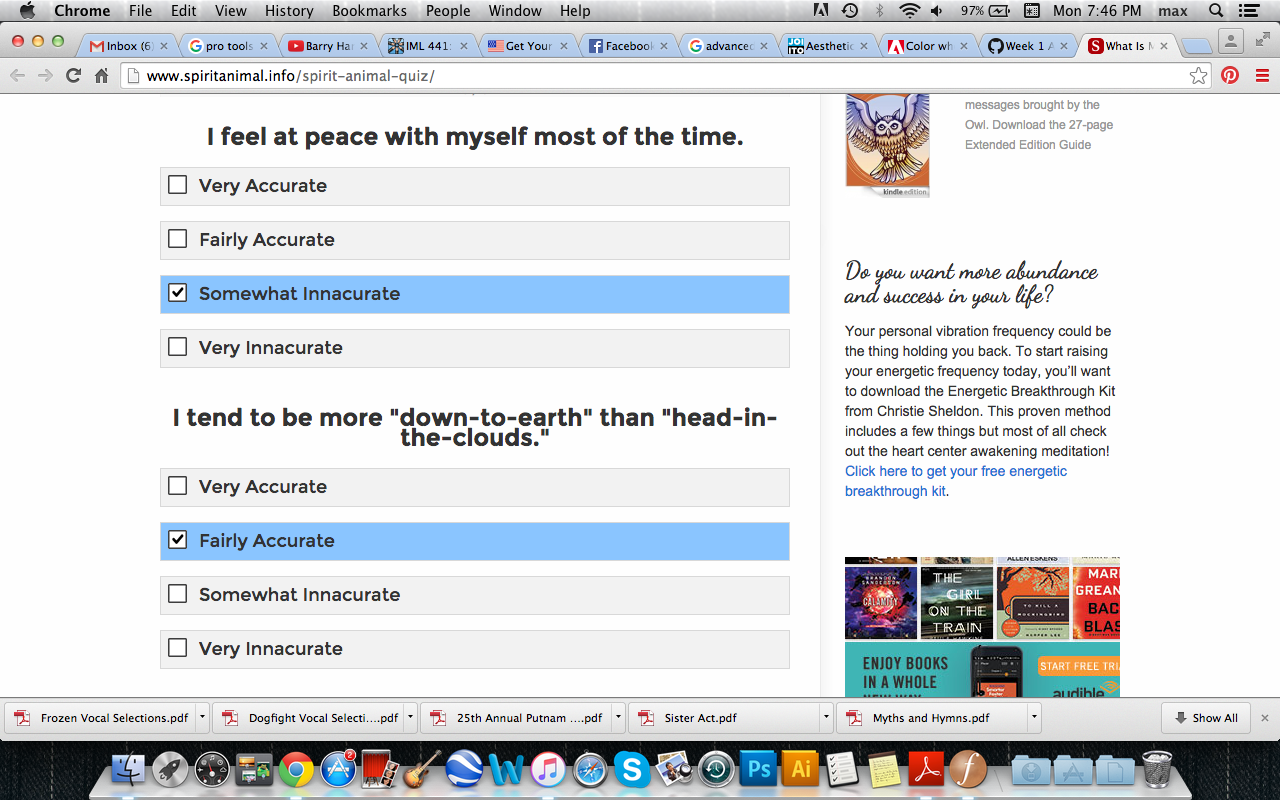 Chrome File Edit View History Bookmarks People Window Help 97% Mon 7:46 PM max
Inbox (6 pro tools Barry Ha IML 441: Get Your Facebook advanced Aesthetic Color wh Week 1 A What Is M
www.spiritanimal.info/spirit-animal-quiz/
I feel at peace with myself most of the time.
Very Accurate
Fairly Accurate
Somewhat Innacurate
Very Innacurate
I tend to be more "down-to-earth" than "head-in-
the-clouds."
Very Accurate
Fairly Accurate
Somewhat Innacurate
Very Innacurate
kindle edition
messages brought by the
Owl. Download the 27-page
Extended Edition Guide
Do you want more abundance
and success in your life?
Your personal vibration frequency could be
the thing holding you back. To start raising
your energetic frequency today, you’ll want
to download the Energetic Breakthrough Kit
from Christie Sheldon. This proven method
includes a few things but most of all check
out the heart center awakening meditation!
Click here to get your free energetic
breakthrough kit.
ALLEN ESKENS
BRANDON
SANDERSON
CALAMITY
THE
GIRL
ON THE
TRAIN
TO KILL A
MOCKINGBIRD
HARPER LEE
MAR
GREAN
BAC
BLAS
ENJOY BOOKS
IN A WHOLE
NEW WAY
START FREE TRIA
audible
Frozen Vocal Selections.pdf Dogfight Vocal Selecti....pdf 25th Annual Putnam ....pdf Sister Act.pdf Myths and Hymns.pdf Show All
2
Ps Ai